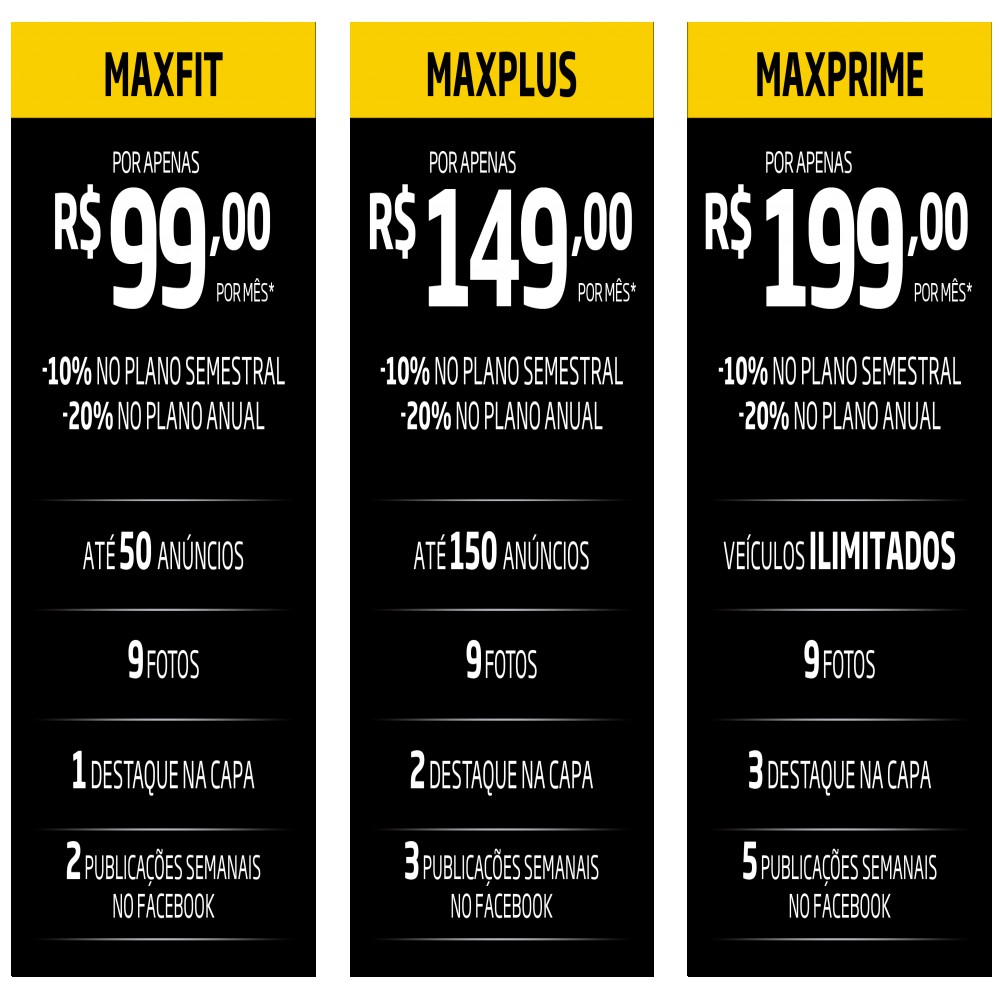 MAXFIT
POR APENAS
R$99,00
POR MÊS*
-10% NO PLANO SEMESTRAL
-20% NO PLANO ANUAL
ATÉ 50 ANÚNCIOS
9 FOTOS
1 DESTAQUE NA CAPA
2 PUBLICAÇÕES SEMANAIS
NO FACEBOOK
MAXPLUS
POR APENAS
R$149,00
POR MÊS*
-10% NO PLANO SEMESTRAL
-20% NO PLANO ANUAL
ATÉ 150 ANÚNCIOS
9 FOTOS
2 DESTAQUE NA CAPA
3 PUBLICAÇÕES SEMANAIS
NO FACEBOOK
MAXPRIME
POR APENAS
R$199,00
POR MÊS*
-10% NO PLANO SEMESTRAL
-20% NO PLANO ANUAL
VEÍCULOS ILIMITADOS
9 FOTOS
3 DESTAQUE NA CAPA
5 PUBLICAÇÕES SEMANAIS
NO FACEBOOK